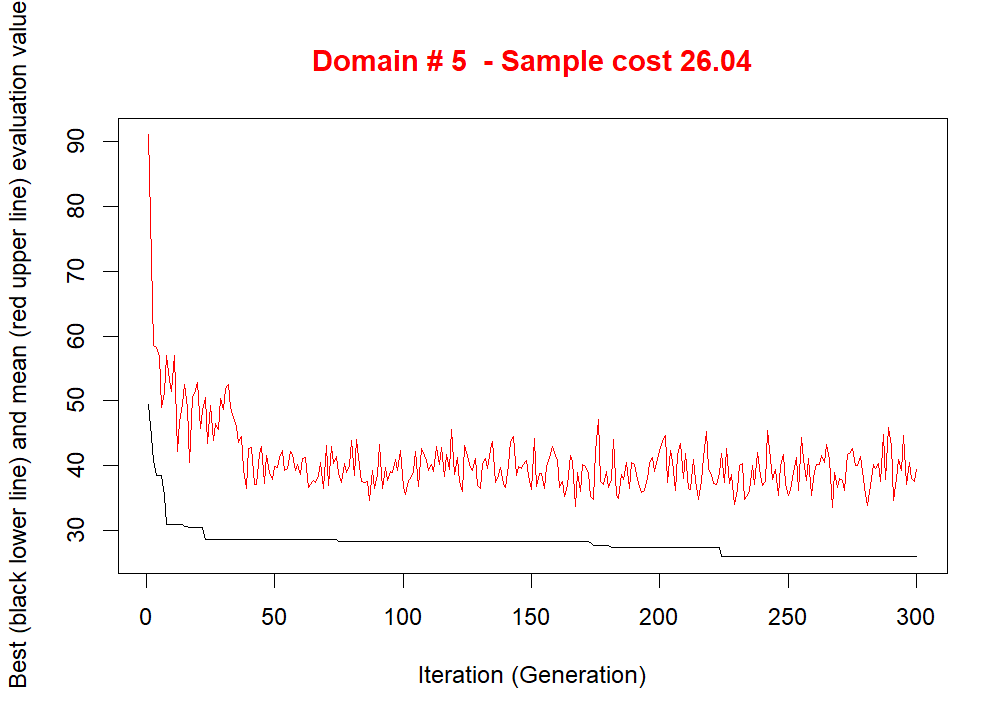 Domain # 5  - Sample cost 26.04
Best (black lower line) and mean (red upper line) evaluation value
90
80
70
60
50
40
30
0 50 100 150 200 250 300
Iteration (Generation)